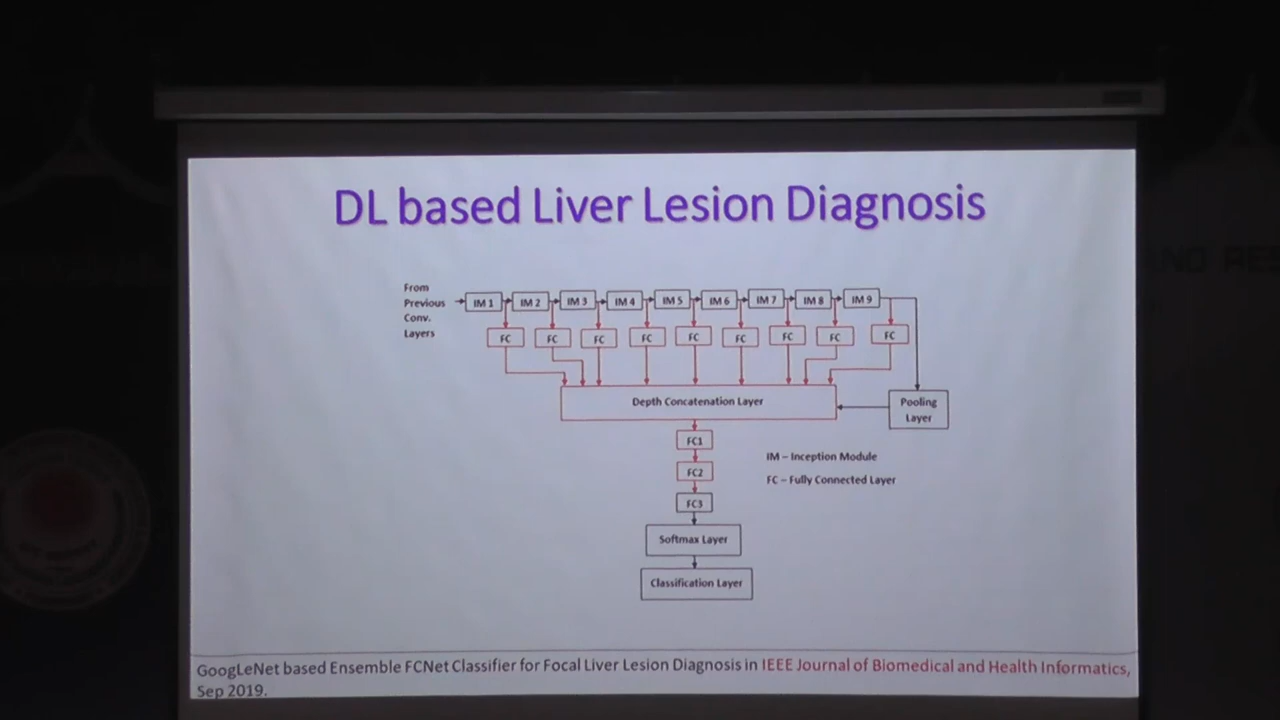 DL based Liver Lesion Diagnosis
From
Previous
Conv.
Layers
IM 1 IM 2 IM 3 IM 4 IM 5 IM 6 IM 7 IM 8 IM 9
FC FC FC FC FC FC FC FC FC
Depth Concatenation Layer
Pooling
Layer
FC1
IM – Inception Module
FC2
FC – Fully Connected Layer
FC3
Softmax Layer
Classification Layer
GoogLeNet based Ensemble FCNet Classifier for Focal Liver Lesion Diagnosis in IEEE Journal of Biomedical and Health Informatics,
Sep 2019.